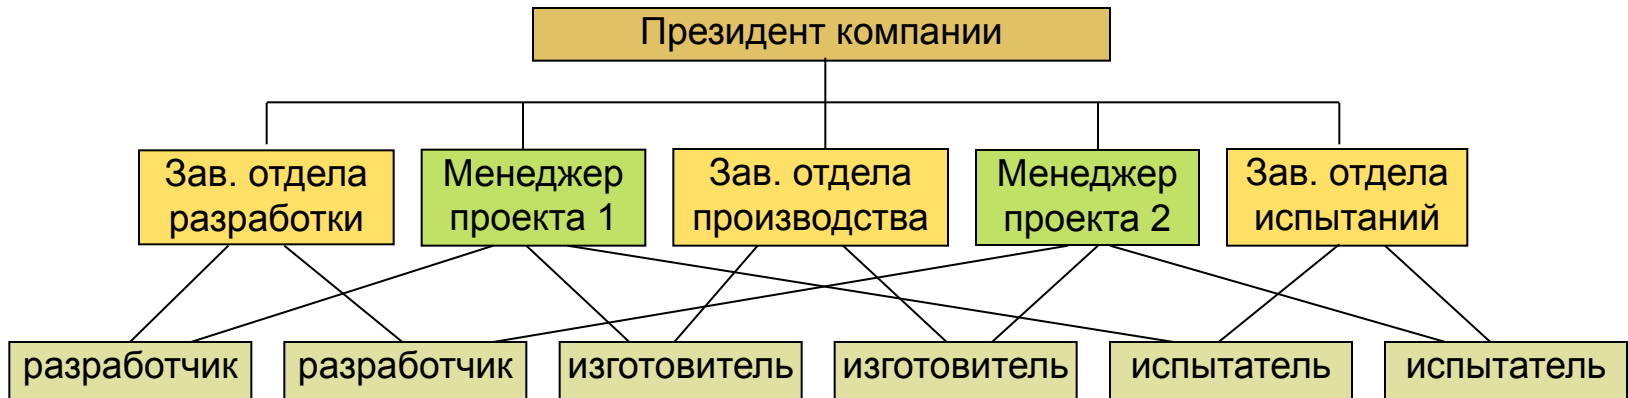 Президент компании
Зав. отдела
разработки
Менеджер
проекта 1
Зав. отдела
производства
Менеджер
проекта 2
Зав. отдела
испытаний
разработчик
разработчик
изготовитель
изготовитель
испытатель
испытатель